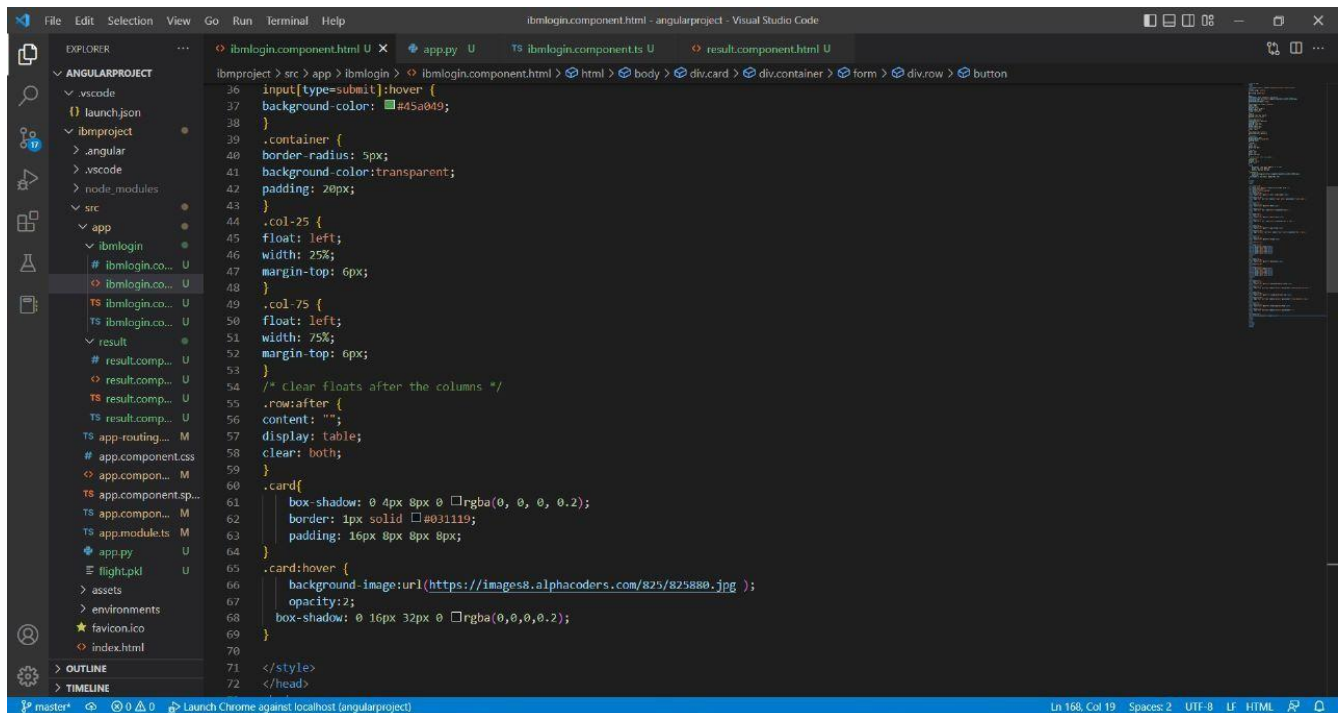 File Edit Selection View Go Run Terminal Help
ibmlogin.component.html - angularproject - Visual Studio Code
EXPLORER
ibmlogin.component.html U
app.py U
TS ibmlogin.component.ts U
result.component.html U
ibmproject > src > app > ibmlogin > ibmlogin.component.html > html > body > div.card > div.container > form > div.row > button
ANGULARPROJECT
.vscode
{} launch.json
ibmproject
.angular
.vscode
node_modules
src
app
ibmlogin
# ibmlogin.co... U
ibmlogin.co... U
TS ibmlogin.co... U
TS ibmlogin.co... U
result
# result.comp... U
result.comp... U
TS result.comp... U
TS result.comp... U
TS app-routing.... M
# app.component.css
app.compon... M
TS app.component.sp...
TS app.compon... M
TS app.module.ts M
app.py U
flight.pkl U
assets
environments
favicon.ico
index.html
OUTLINE
TIMELINE
17
36 input[type=submit]:hover {
37 background-color: #45a049;
38 }
39 .container {
40 border-radius: 5px;
41 background-color:transparent;
42 padding: 20px;
43 }
44 .col-25 {
45 float: left;
46 width: 25%;
47 margin-top: 6px;
48 }
49 .col-75 {
50 float: left;
51 width: 75%;
52 margin-top: 6px;
53 }
54 /* Clear floats after the columns */
55 .row:after {
56 content: "";
57 display: table;
58 clear: both;
59 }
60 .card{
61 box-shadow: 0 4px 8px 0 rgba(0, 0, 0, 0.2);
62 border: 1px solid #031119;
63 padding: 16px 8px 8px 8px;
64 }
65 .card:hover {
66 background-image:url(https://images8.alphacoders.com/825/825880.jpg );
67 opacity:2;
68 box-shadow: 0 16px 32px 0 rgba(0,0,0,0.2);
69 }
70
71 </style>
72 </head>
master* 0 0 Launch Chrome against localhost (angularproject)
Ln 168, Col 19 Spaces: 2 UTF-8 LF HTML